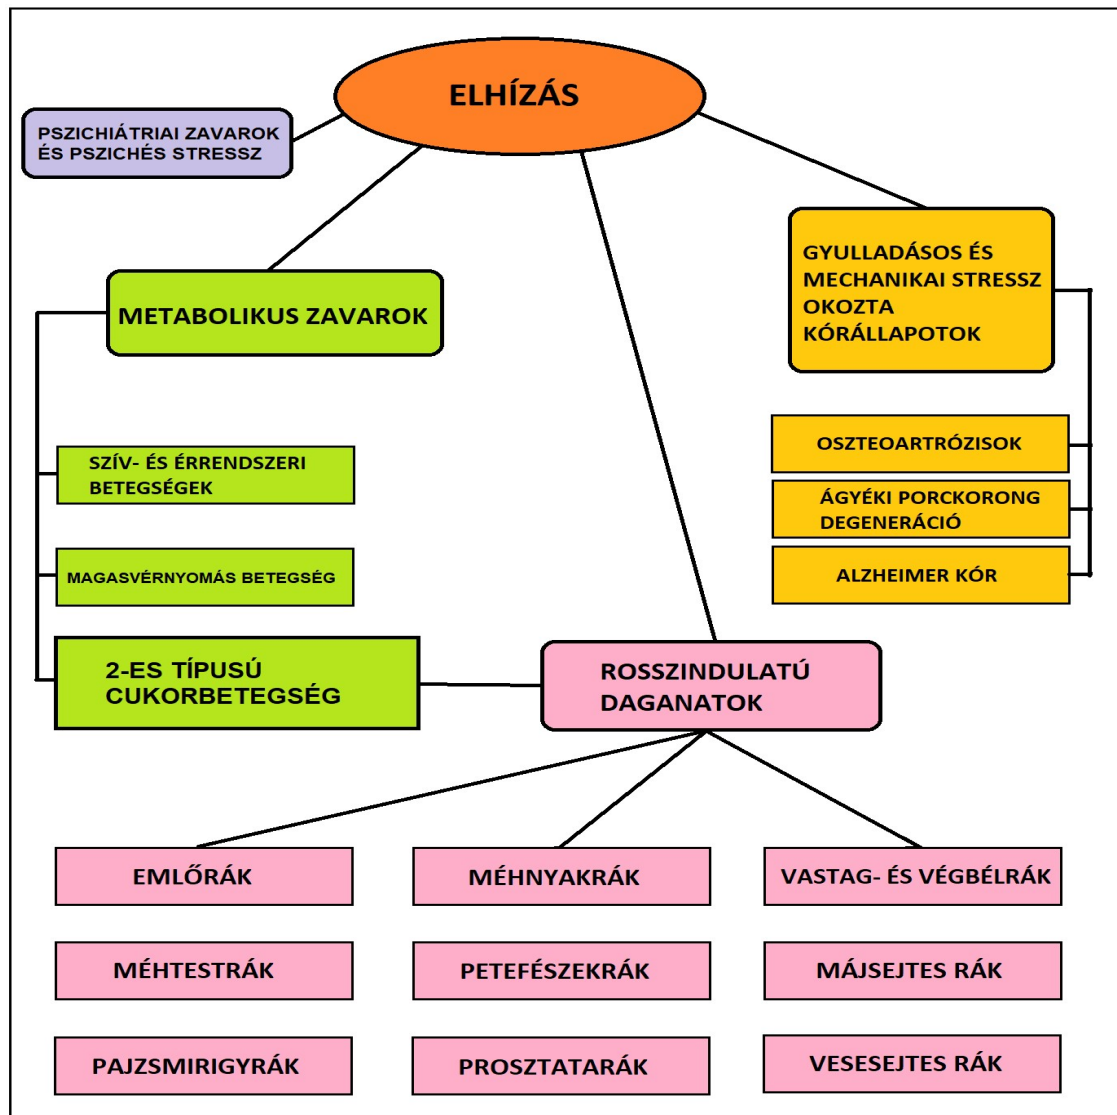 ELHÍZÁS
PSZICHIÁTRIAI ZAVAROK
ÉS PSZICHÉS STRESSZ
METABOLIKUS ZAVAROK
GYULLADÁSOS ÉS
MECHANIKAI STRESSZ
OKOZTA
KÓRÁLLAPOTOK
SZÍV- ÉS ÉRRENDSZERI
BETEGSÉGEK
MAGASVÉRNYOMÁS BETEGSÉG
2-ES TÍPUSÚ
CUKORBETEGSÉG
OSZTEOARTRÓZISOK
ÁGYÉKI PORCKORONG
DEGENERÁCIÓ
ALZHEIMER KÓR
ROSSZINDULATÚ
DAGANATOK
EMLŐRÁK
MÉHNYAKRÁK
VASTAG- ÉS VÉGBÉLRÁK
MÉHTESTRÁK
PETEFÉSZEKRÁK
MÁJSEJTES RÁK
PAJZSMIRIGYRÁK
PROSZTATARÁK
VESESEJTES RÁK